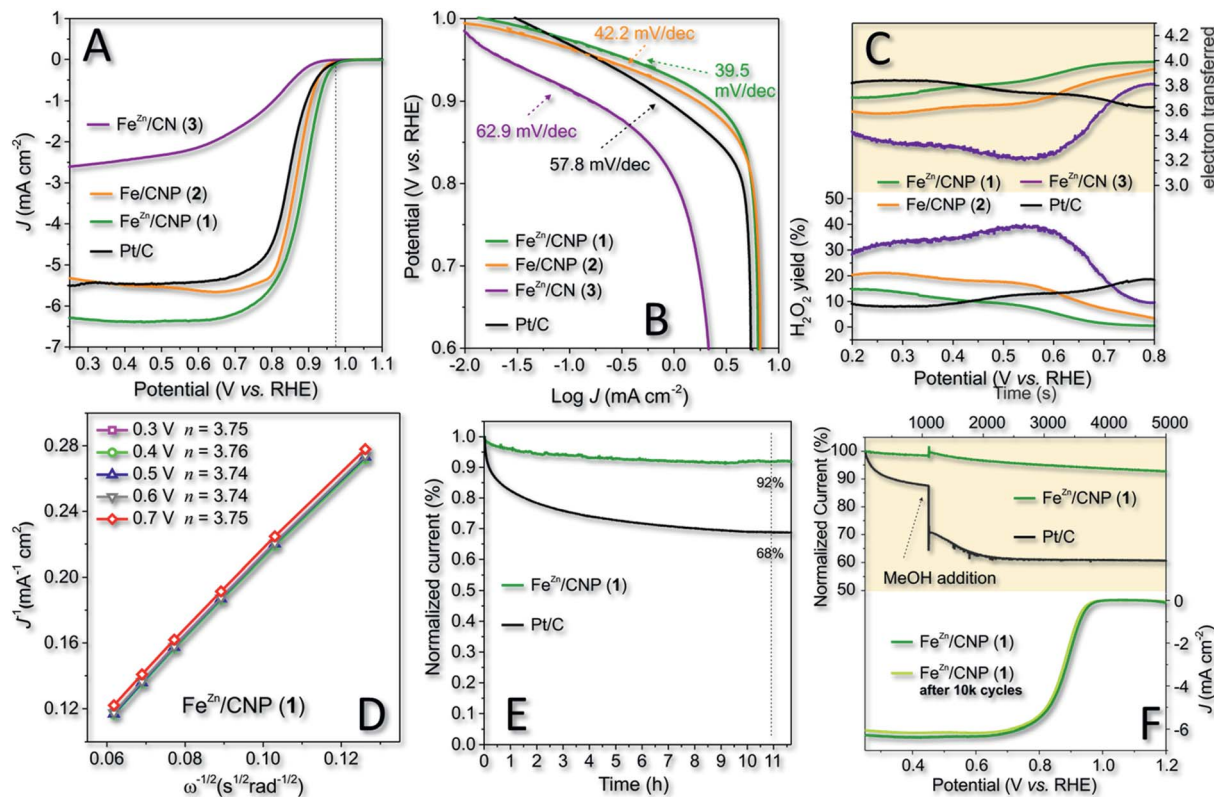 A
0
-1
-2
-3
-4
-5
-6
-7
J (mA cm⁻²)
Fe^Zn/CN (3)
Fe/CNP (2)
Fe^Zn/CNP (1)
Pt/C
0.3 0.4 0.5 0.6 0.7 0.8 0.9 1.0 1.1
Potential (V vs. RHE)
B
1.0
0.9
0.8
0.7
0.6
Potential (V vs. RHE)
42.2 mV/dec
39.5
mV/dec
62.9 mV/dec
57.8 mV/dec
Fe^Zn/CNP (1)
Fe/CNP (2)
Fe^Zn/CN (3)
Pt/C
-2.0 -1.5 -1.0 -0.5 0.0 0.5 1.0
Log J (mA cm⁻²)
C
4.2
4.0
3.8
3.6
3.4
3.2
3.0
electron transferred
Fe^Zn/CNP (1)
Fe^Zn/CN (3)
Fe/CNP (2)
Pt/C
50
40
30
20
10
0
H₂O₂ yield (%)
0.2 0.3 0.4 0.5 0.6 0.7 0.8
Potential (V vs. RHE)
D
0.28
0.24
0.20
0.16
0.12
J⁻¹(mA⁻¹ cm²)
0.3 V n = 3.75
0.4 V n = 3.76
0.5 V n = 3.74
0.6 V n = 3.74
0.7 V n = 3.75
Fe^Zn/CNP (1)
0.06 0.08 0.10 0.12
ω⁻¹/²(s¹/²rad⁻¹/²)
E
1.0
0.9
0.8
0.7
0.6
0.5
0.4
0.3
0.2
0.1
0.0
Normalized current (%)
92%
68%
Fe^Zn/CNP (1)
Pt/C
0 1 2 3 4 5 6 7 8 9 10 11
Time (h)
Time (s)
0 1000 2000 3000 4000 5000
100
90
80
70
60
50
Normalized Current (%)
Fe^Zn/CNP (1)
Pt/C
MeOH addition
0
-2
-4
-6
J (mA cm⁻²)
Fe^Zn/CNP (1)
Fe^Zn/CNP (1)
after 10k cycles
F
0.4 0.6 0.8 1.0 1.2
Potential (V vs. RHE)